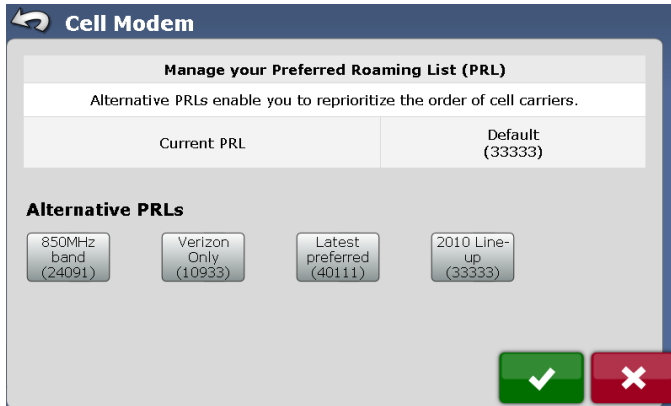 Cell Modem
Manage your Preferred Roaming List (PRL)
Alternative PRLs enable you to reprioritize the order of cell carriers.
Current PRL
Default
(33333)
Alternative PRLs
850MHz
band
(24091)
Verizon
Only
(10933)
Latest
preferred
(40111)
2010 Line-
up
(33333)